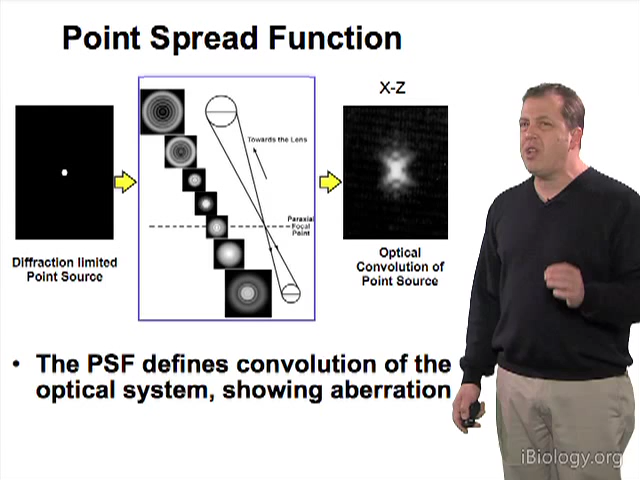 Point Spread Function
X-Z
Towards the Lens
Paraxial
Focal
Point
Diffraction limited
Point Source
Optical
Convolution of
Point Source
• The PSF defines convolution of the
optical system, showing aberration
iBiology.org